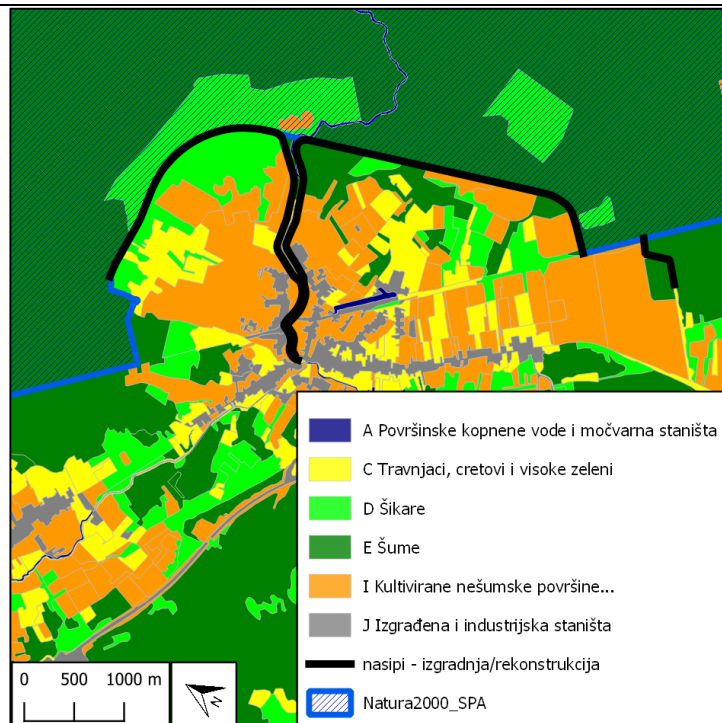 A Površinske kopnene vode i močvarna staništa
C Travnjaci, cretovi i visoke zeleni
D Šikare
E Šume
I Kultivirane nešumske površine...
J Izgrađena i industrijska staništa
nasipi - izgradnja/rekonstrukcija
Natura2000_SPA
0 500 1000 m
N